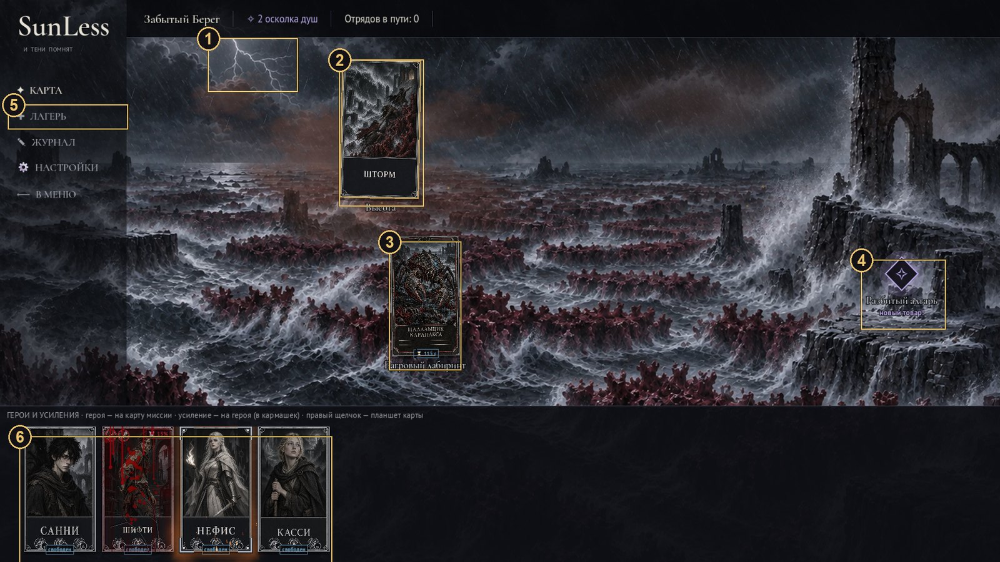 SunLess
И ТЕНИ ПОМНЯТ
Забытый Берег
2 осколка душ
Отрядов в пути: 0
1
2
КАРТА
5
ЛАГЕРЬ
ЖУРНАЛ
НАСТРОЙКИ
В МЕНЮ
ШТОРМ
Высота
3
ПАДАЛЬЩИК
КАРАПАКСА
115 с
Багровый лабиринт
4
Разбитый алтарь
новый товар!
ГЕРОИ И УСИЛЕНИЯ · героя — на карту миссии · усиление — на героя (в кармашек) · правый щелчок — планшет карты
6
15%
САННИ
ШИФТИ
НЕФИС
КАССИ
свободен
свободен
свободен
свободен